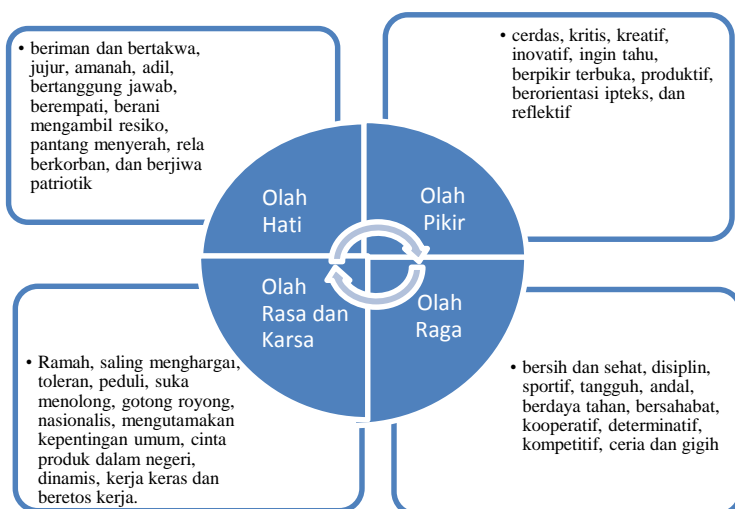 • beriman dan bertakwa,
jujur, amanah, adil,
bertanggung jawab,
berempati, berani
mengambil resiko,
pantang menyerah, rela
berkorban, dan berjiwa
patriotik
• cerdas, kritis, kreatif,
inovatif, ingin tahu,
berpikir terbuka, produktif,
berorientasi ipteks, dan
reflektif
Olah
Hati
Olah
Pikir
Olah
Rasa dan
Karsa
Olah
Raga
• Ramah, saling menghargai,
toleran, peduli, suka
menolong, gotong royong,
nasionalis, mengutamakan
kepentingan umum, cinta
produk dalam negeri,
dinamis, kerja keras dan
beretos kerja.
• bersih dan sehat, disiplin,
sportif, tangguh, andal,
berdaya tahan, bersahabat,
kooperatif, determinatif,
kompetitif, ceria dan gigih